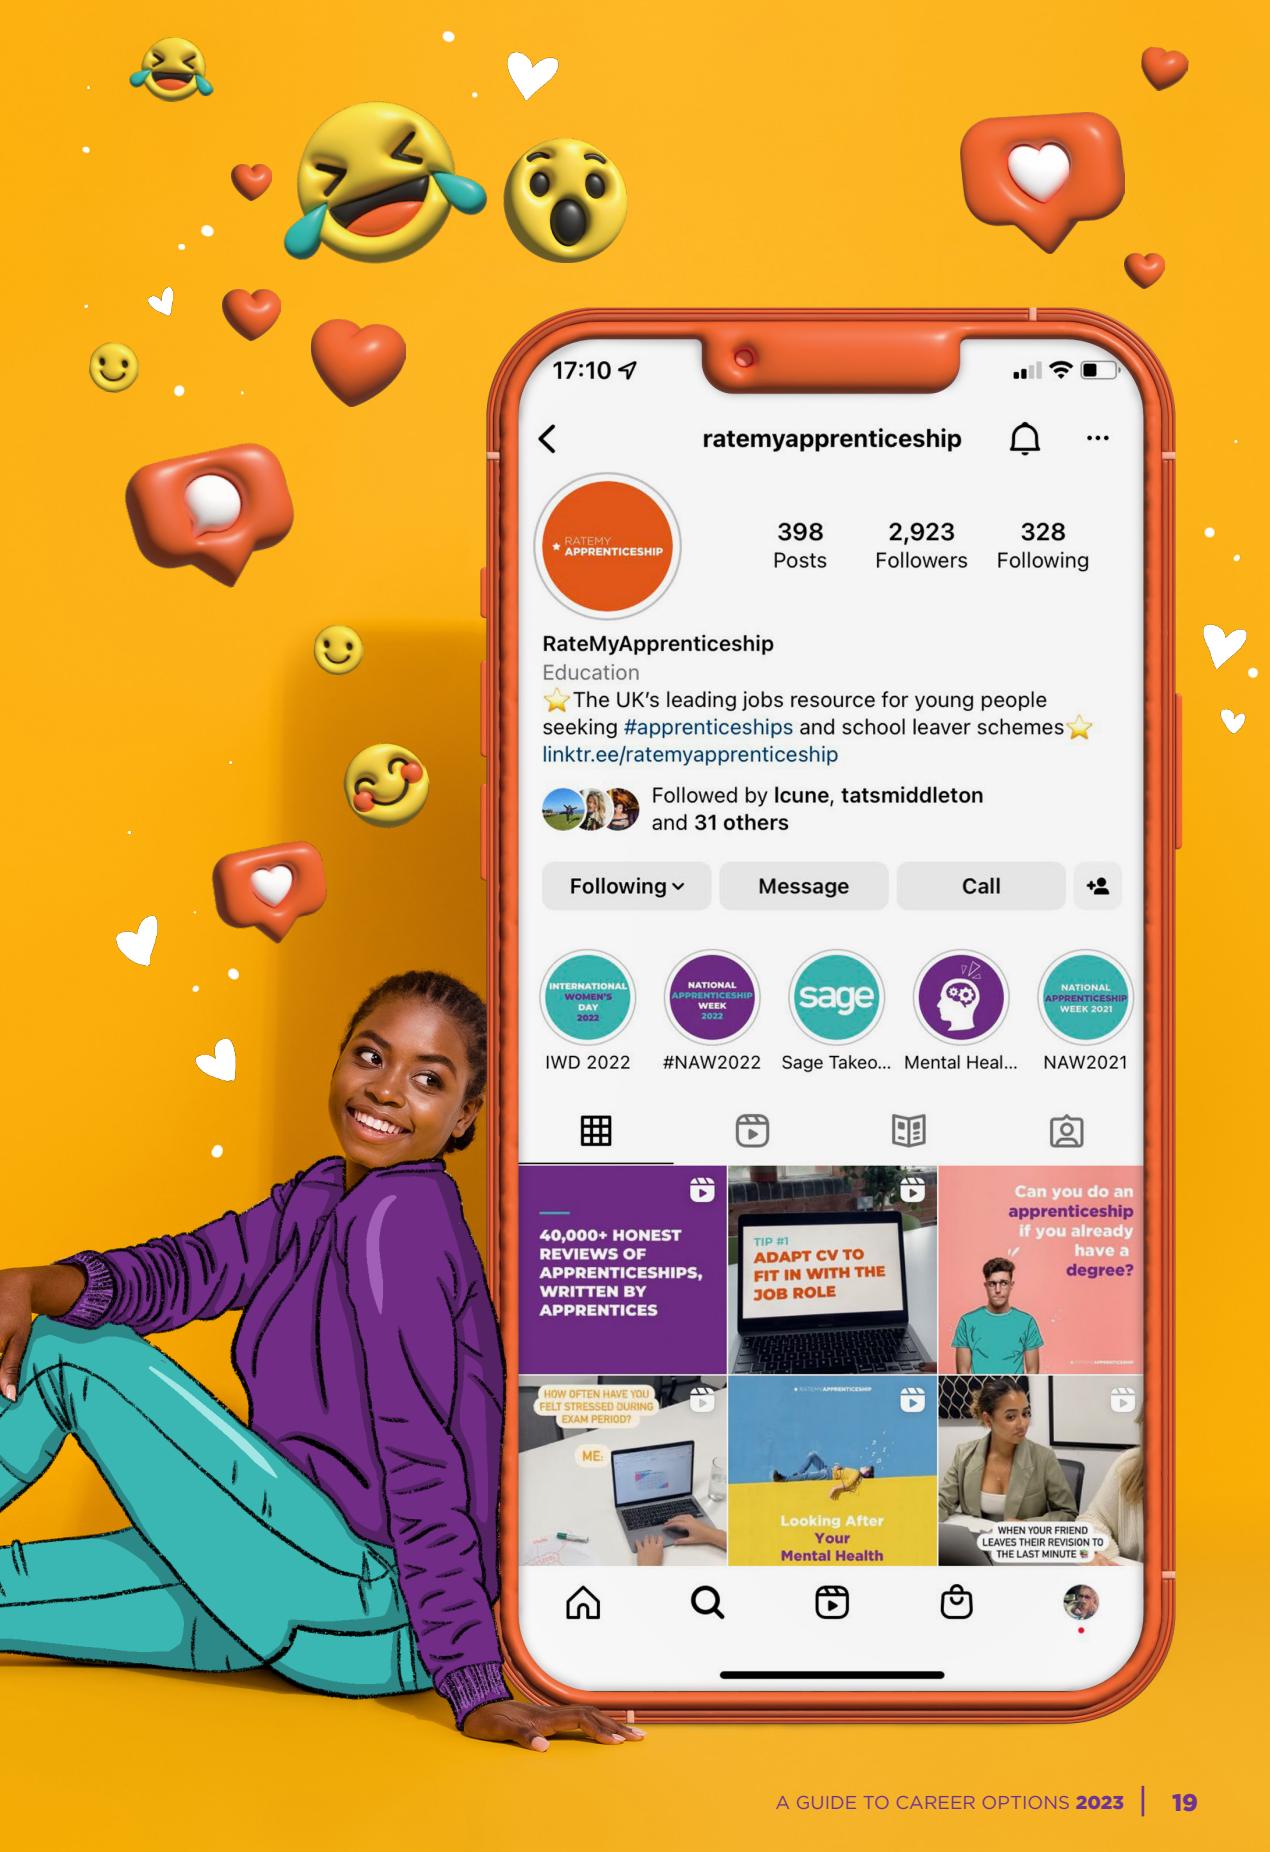 17:10
ratemyapprenticeship
RATEMY
APPRENTICESHIP
398
Posts
2,923
Followers
328
Following
RateMyApprenticeship
Education
The UK's leading jobs resource for young people
seeking #apprenticeships and school leaver schemes
linktr.ee/ratemyapprenticeship
Followed by lcune, tatsmiddleton
and 31 others
Following
Message
Call
INTERNATIONAL
WOMEN'S
DAY
2022
NATIONAL
APPRENTICESHIP
WEEK
2022
sage
NATIONAL
APPRENTICESHIP
WEEK 2021
IWD 2022
#NAW2022
Sage Takeo...
Mental Heal...
NAW2021
40,000+ HONEST
REVIEWS OF
APPRENTICESHIPS,
WRITTEN BY
APPRENTICES
TIP #1
ADAPT CV TO
FIT IN WITH THE
JOB ROLE
Can you do an
apprenticeship
if you already
have a
degree?
RATEMYAPPRENTICESHIP
HOW OFTEN HAVE YOU
FELT STRESSED DURING
EXAM PERIOD?
ME:
RATEMYAPPRENTICESHIP
Looking After
Your
Mental Health
WHEN YOUR FRIEND
LEAVES THEIR REVISION TO
THE LAST MINUTE
A GUIDE TO CAREER OPTIONS 2023
19